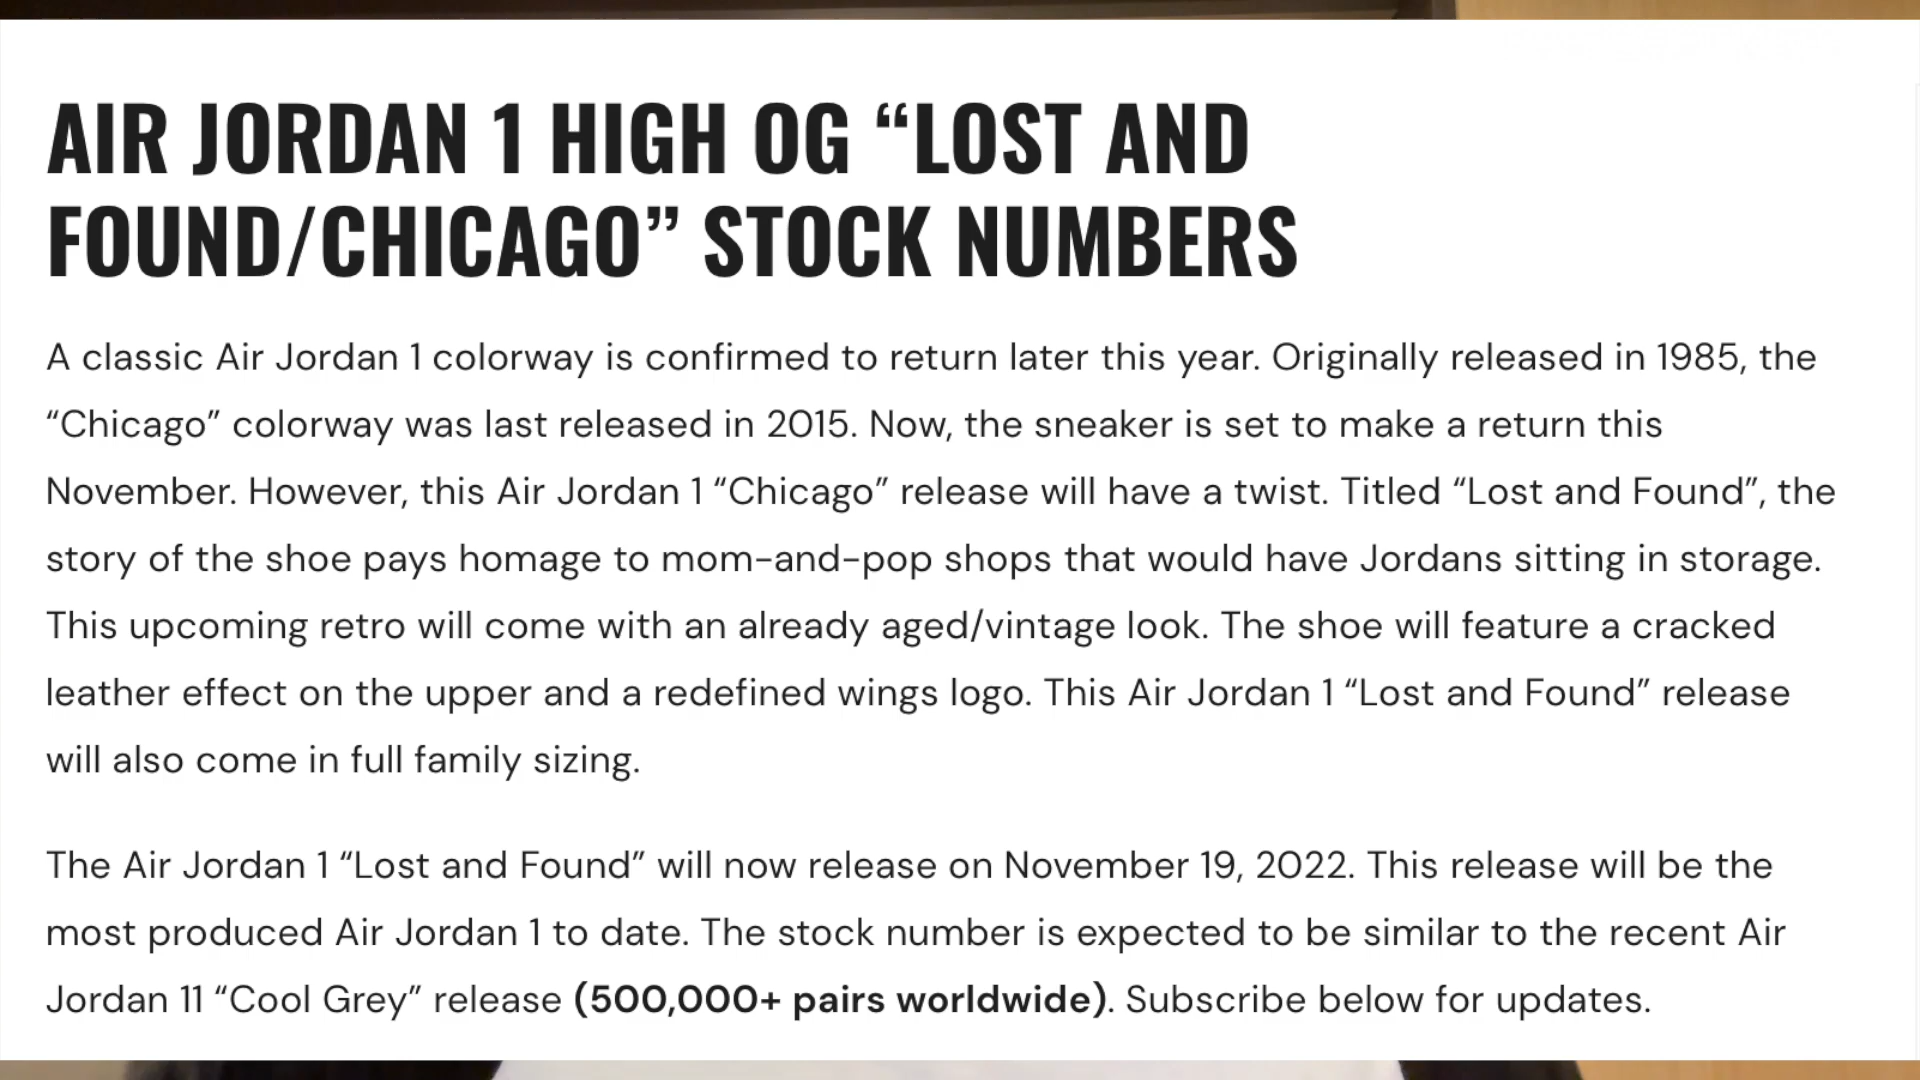 AIR JORDAN 1 HIGH OG “LOST AND
FOUND/CHICAGO” STOCK NUMBERS
A classic Air Jordan 1 colorway is confirmed to return later this year. Originally released in 1985, the
“Chicago” colorway was last released in 2015. Now, the sneaker is set to make a return this
November. However, this Air Jordan 1 “Chicago” release will have a twist. Titled “Lost and Found”, the
story of the shoe pays homage to mom-and-pop shops that would have Jordans sitting in storage.
This upcoming retro will come with an already aged/vintage look. The shoe will feature a cracked
leather effect on the upper and a redefined wings logo. This Air Jordan 1 “Lost and Found” release
will also come in full family sizing.
The Air Jordan 1 “Lost and Found” will now release on November 19, 2022. This release will be the
most produced Air Jordan 1 to date. The stock number is expected to be similar to the recent Air
Jordan 11 “Cool Grey” release (500,000+ pairs worldwide). Subscribe below for updates.